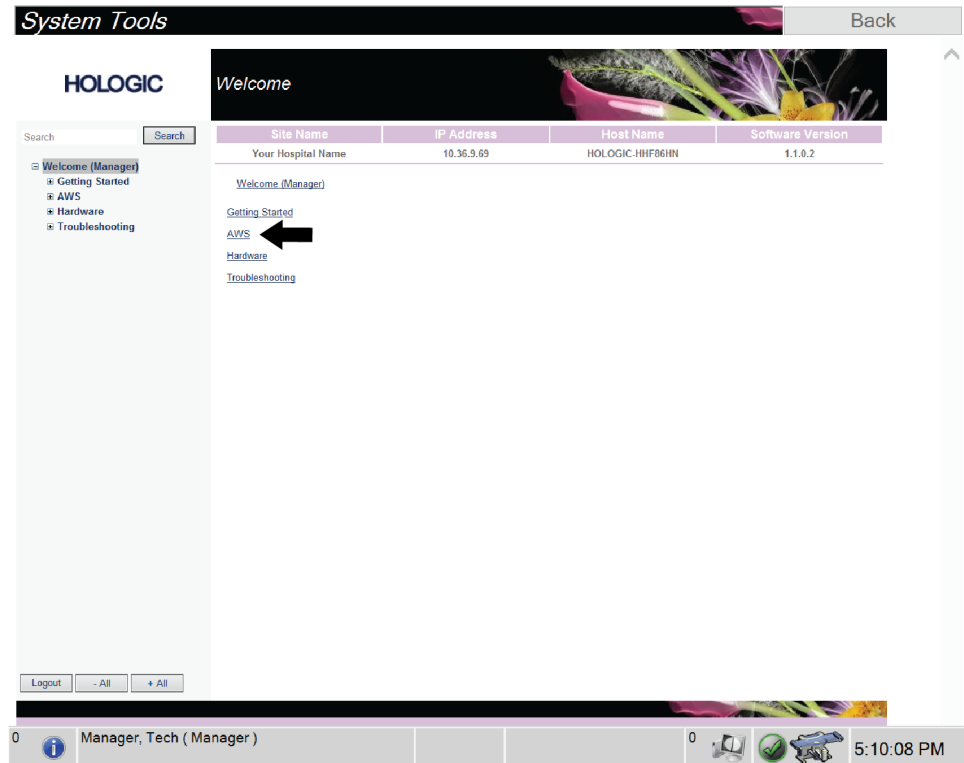 System Tools
Back
HOLOGIC
Welcome
Search
Search
Site Name IP Address Host Name Software Version
Your Hospital Name 10.36.9.69 HOLOGIC-HHF86HN 1.1.0.2
Welcome (Manager)
Getting Started
AWS
Hardware
Troubleshooting
Welcome (Manager)
Getting Started
AWS
Hardware
Troubleshooting
Logout - All + All
0 Manager, Tech ( Manager ) 0 5:10:08 PM